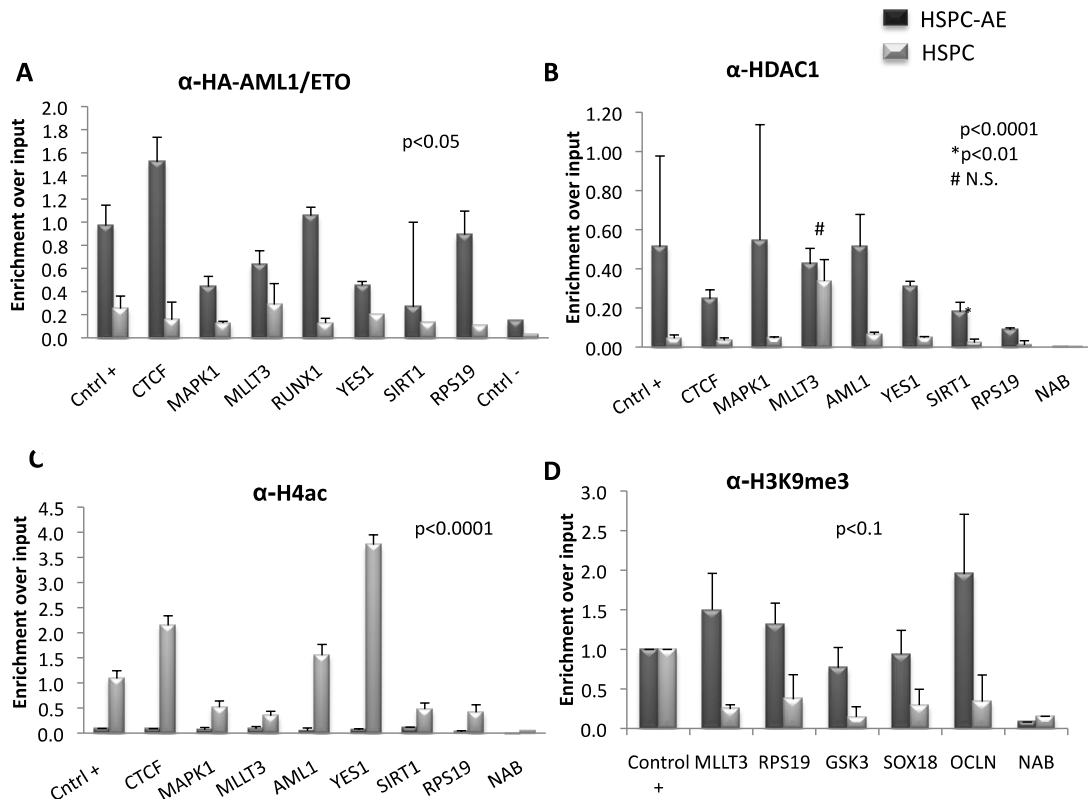 HSPC-AE
HSPC
A
α-HA-AML1/ETO
Enrichment over input
2.0
1.8
1.6
1.4
1.2
1.0
0.8
0.6
0.4
0.2
0.0
p<0.05
Cntrl +
CTCF
MAPK1
MLLT3
RUNX1
YES1
SIRT1
RPS19
Cntrl -
B
α-HDAC1
Enrichment over input
1.20
1.00
0.80
0.60
0.40
0.20
0.00
p<0.0001
*p<0.01
# N.S.
#
*
Cntrl +
CTCF
MAPK1
MLLT3
AML1
YES1
SIRT1
RPS19
NAB
C
α-H4ac
Enrichment over input
4.5
4.0
3.5
3.0
2.5
2.0
1.5
1.0
0.5
0.0
p<0.0001
Cntrl +
CTCF
MAPK1
MLLT3
AML1
YES1
SIRT1
RPS19
NAB
D
α-H3K9me3
Enrichment over input
3.0
2.5
2.0
1.5
1.0
0.5
0.0
p<0.1
Control
+
MLLT3
RPS19
GSK3
SOX18
OCLN
NAB